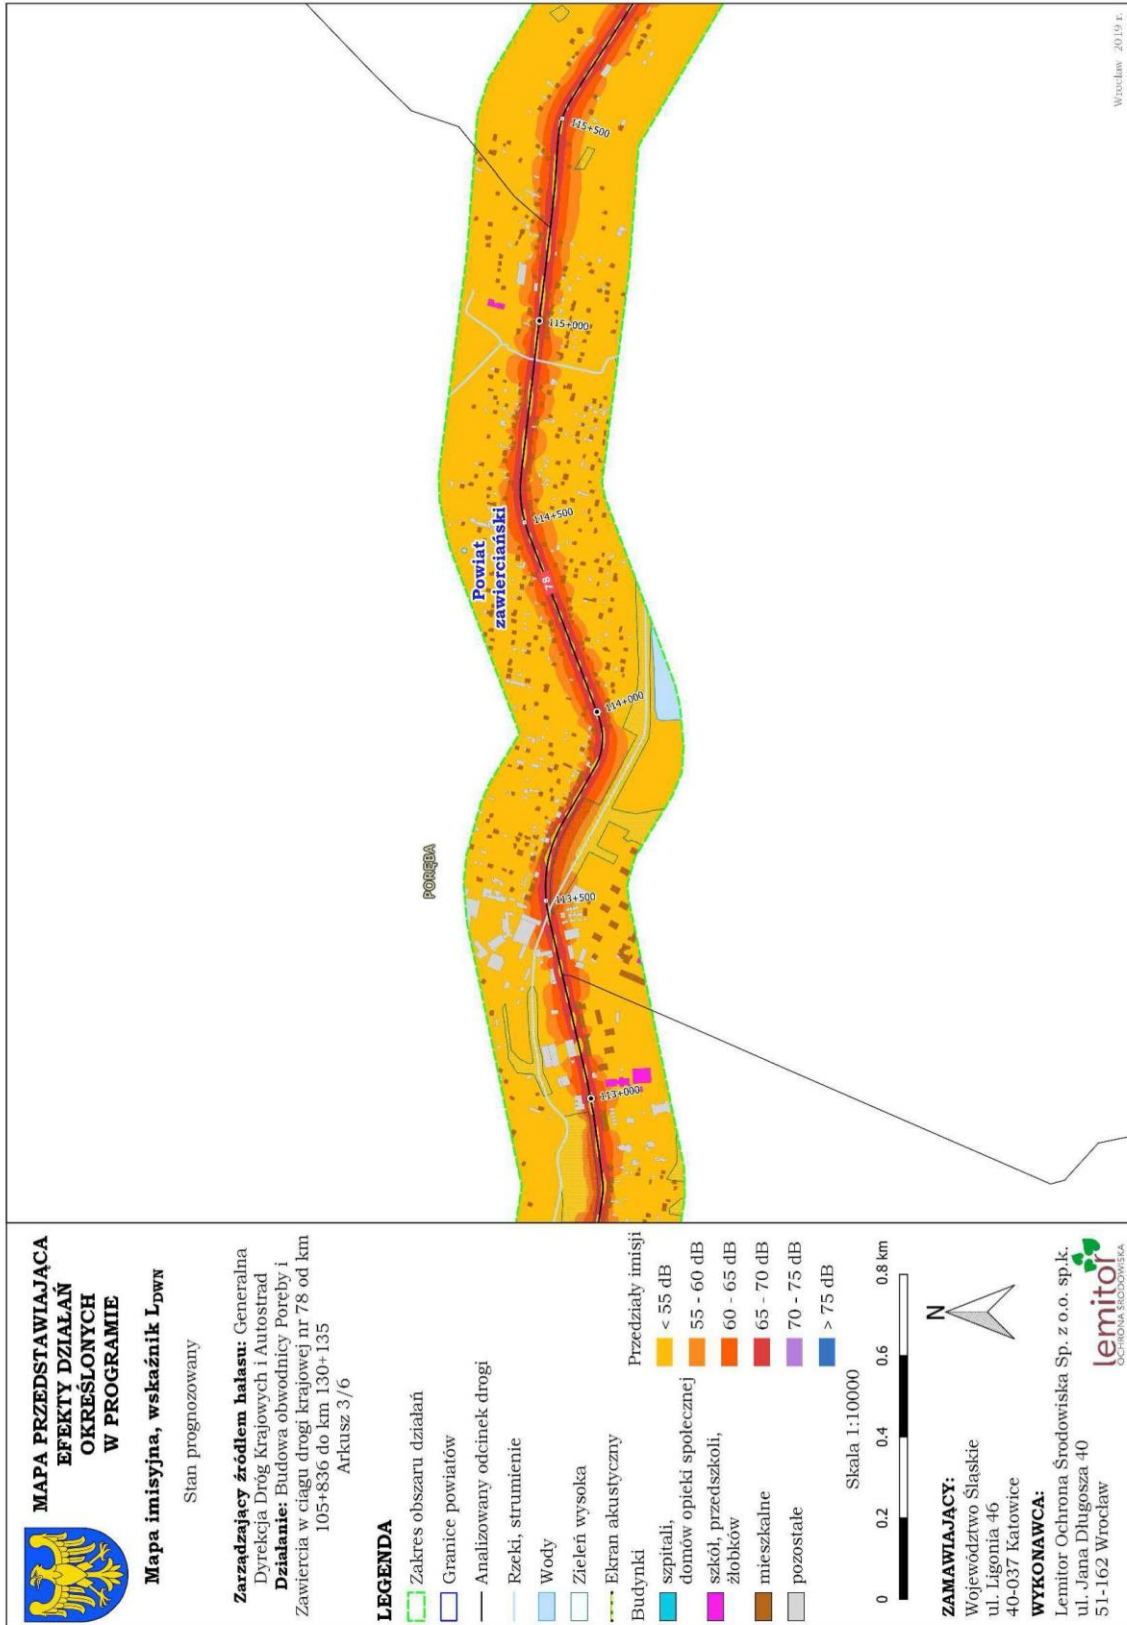 MAPA PRZEDSTAWIAJĄCA
EFEKTY DZIAŁAŃ
OKREŚLONYCH
W PROGRAMIE
Mapa imisyjna, wskaźnik LDWN
Stan prognozowany
Zarządzający źródłem hałasu: Generalna
Dyrekcja Dróg Krajowych i Autostrad
Działanie: Budowa obwodnicy Poręby i
Zawiercia w ciągu drogi krajowej nr 78 od km
105+836 do km 130+135
Arkusz 3/6
LEGENDA
Zakres obszaru działań
Granice powiatów
Analizowany odcinek drogi
Rzeki, strumienie
Wody
Zieleń wysoka
Ekran akustyczny
Budynki
szpitali,
domów opieki społecznej
szkół, przedszkoli,
żłobków
mieszkalne
pozostałe
Przedziały imisji
< 55 dB
55 - 60 dB
60 - 65 dB
65 - 70 dB
70 - 75 dB
> 75 dB
Skala 1:10000
0 0.2 0.4 0.6 0.8 km
N
ZAMAWIAJĄCY:
Województwo Śląskie
ul. Ligonia 46
40-037 Katowice
WYKONAWCA:
Lemitor Ochrona Środowiska Sp. z o.o. sp.k.
ul. Jana Długosza 40
51-162 Wrocław
lemitor
OCHRONA ŚRODOWISKA
113+000
113+500
PORĘBA
114+000
78
Powiat
zawierciański
114+500
115+000
115+500
Wrocław 2019 r.